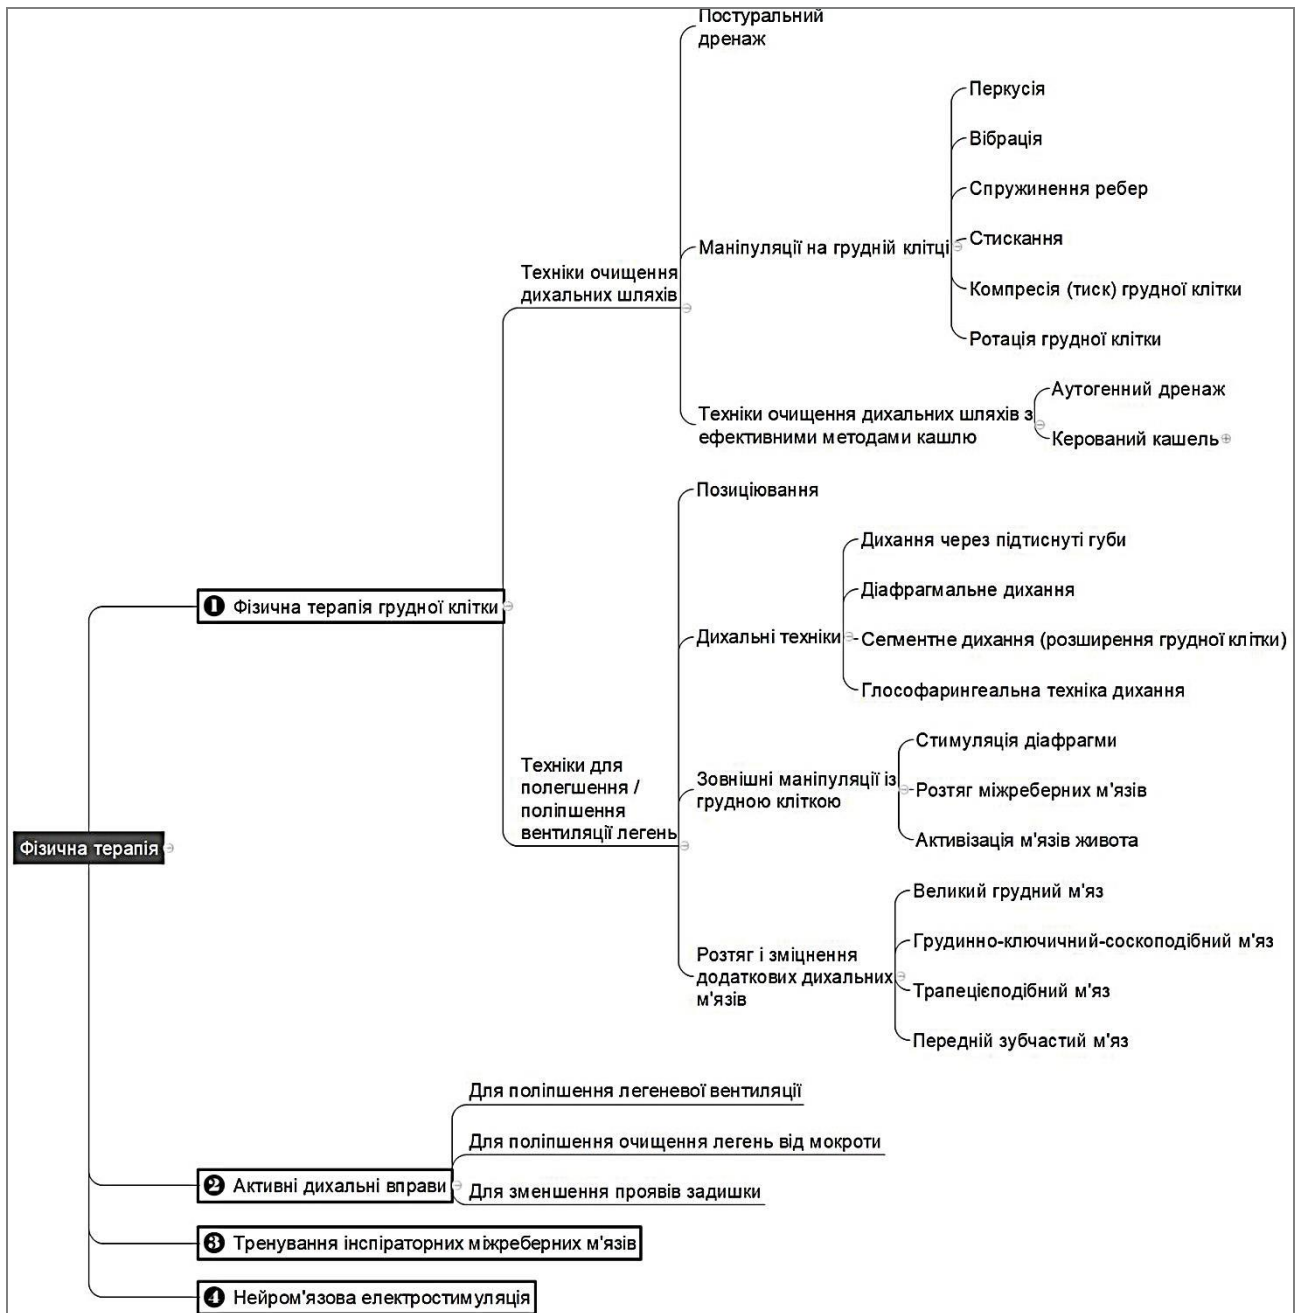 Постуральний
дренаж
Перкусія
Вібрація
Спружинення ребер
Маніпуляції на грудній клітці
Стискання
Компресія (тиск) грудної клітки
Ротація грудної клітки
Техніки очищення
дихальних шляхів
Техніки очищення дихальних шляхів з
ефективними методами кашлю
Аутогенний дренаж
Керований кашель
Позиціювання
Дихання через підтиснуті губи
Діафрагмальне дихання
Дихальні техніки
Сегментне дихання (розширення грудної клітки)
Глософарингеальна техніка дихання
❶ Фізична терапія грудної клітки
Техніки для
полегшення /
поліпшення
вентиляції легень
Зовнішні маніпуляції із
грудною кліткою
Стимуляція діафрагми
Розтяг міжреберних м'язів
Активізація м'язів живота
Розтяг і зміцнення
додаткових дихальних
м'язів
Великий грудний м'яз
Грудинно-ключичний-соскоподібний м'яз
Трапецієподібний м'яз
Передній зубчастий м'яз
Фізична терапія
Для поліпшення легеневої вентиляції
Для поліпшення очищення легень від мокроти
❷ Активні дихальні вправи
Для зменшення проявів задишки
❸ Тренування інспіраторних міжреберних м'язів
❹ Нейром'язова електростимуляція